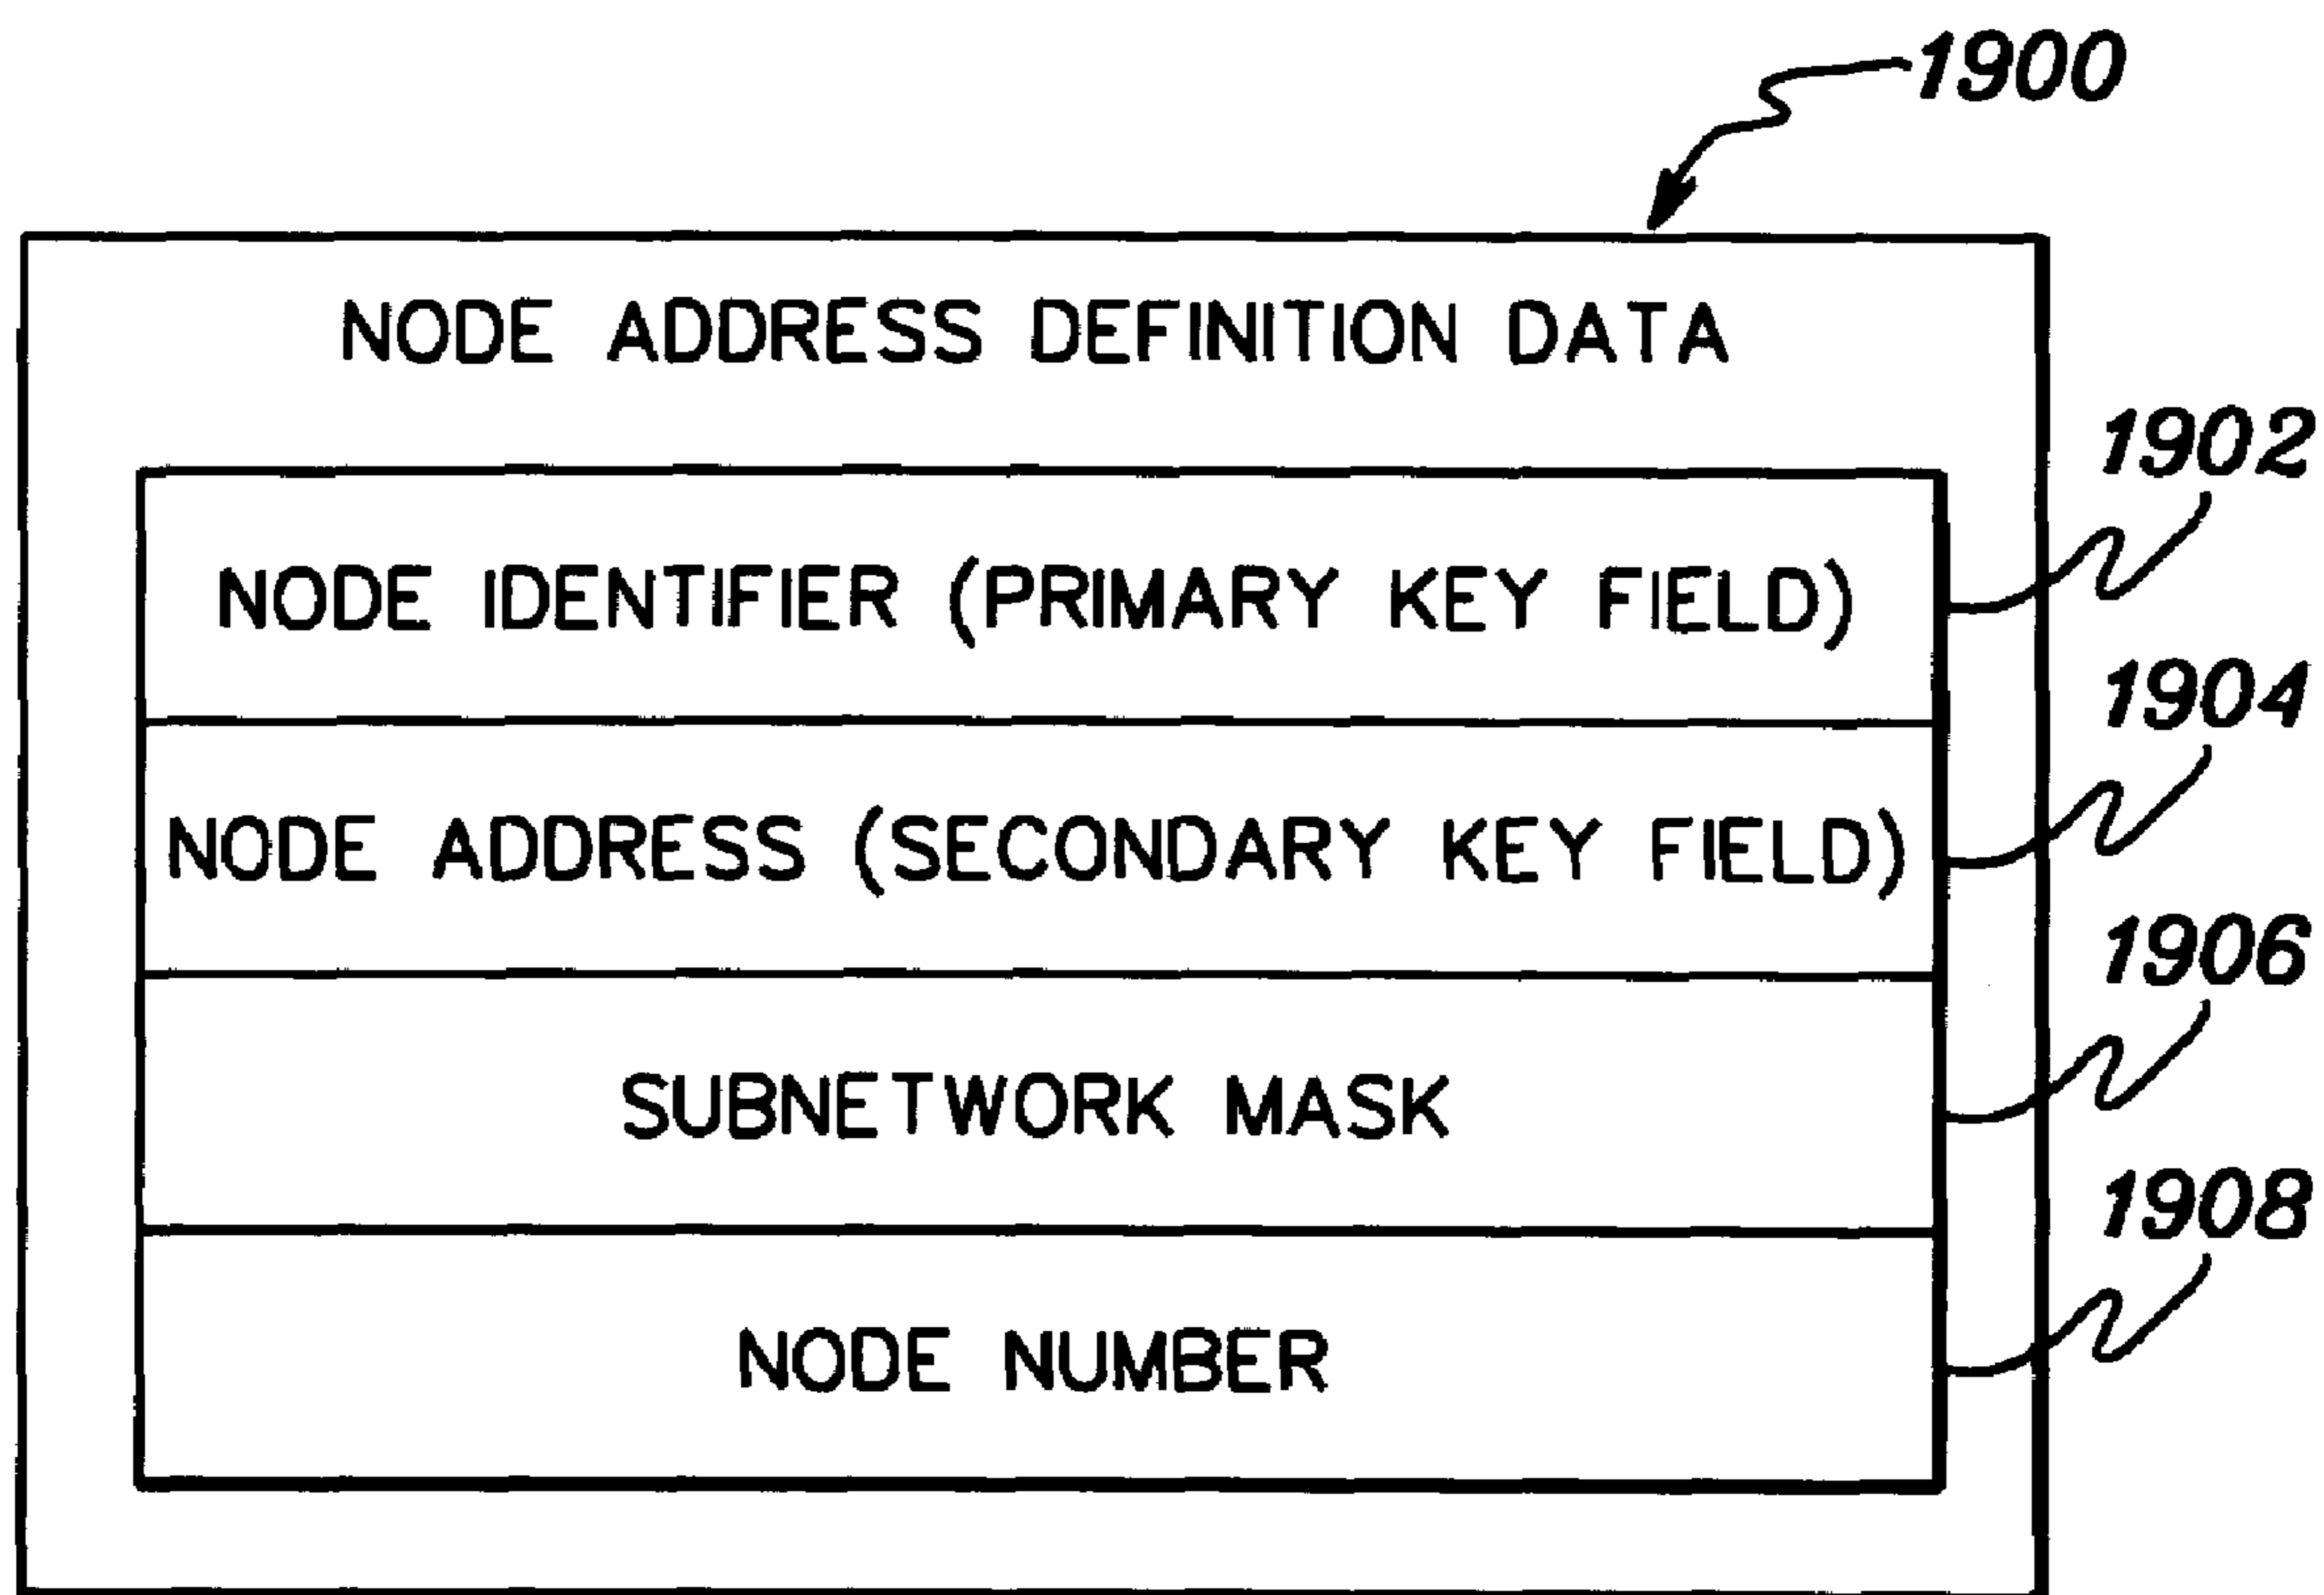 1900
NODE ADDRESS DEFINITION DATA
1902
NODE IDENTIFIER (PRIMARY KEY FIELD)
1904
NODE ADDRESS (SECONDARY KEY FIELD)
1906
SUBNETWORK MASK
1908
NODE NUMBER